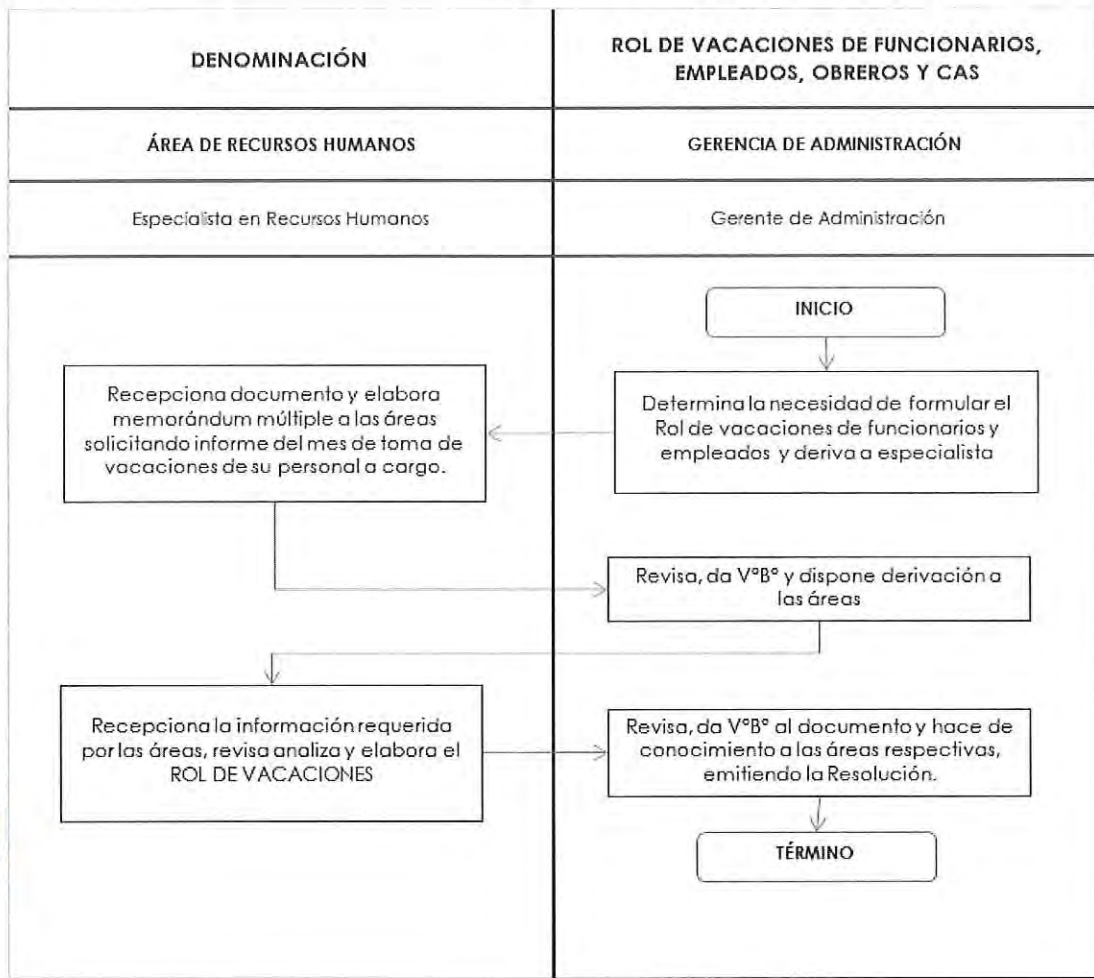 DENOMINACIÓN
ROL DE VACACIONES DE FUNCIONARIOS,
EMPLEADOS, OBREROS Y CAS
ÁREA DE RECURSOS HUMANOS
GERENCIA DE ADMINISTRACIÓN
Especialista en Recursos Humanos
Gerente de Administración
INICIO
Determina la necesidad de formular el
Rol de vacaciones de funcionarios y
empleados y deriva a especialista
Recepciona documento y elabora
memorándum múltiple a las áreas
solicitando informe del mes de toma de
vacaciones de su personal a cargo.
Revisa, da V°B° y dispone derivación a
las áreas
Recepciona la información requerida
por las áreas, revisa analiza y elabora el
ROL DE VACACIONES
Revisa, da V°B° al documento y hace de
conocimiento a las áreas respectivas,
emitiendo la Resolución.
TÉRMINO